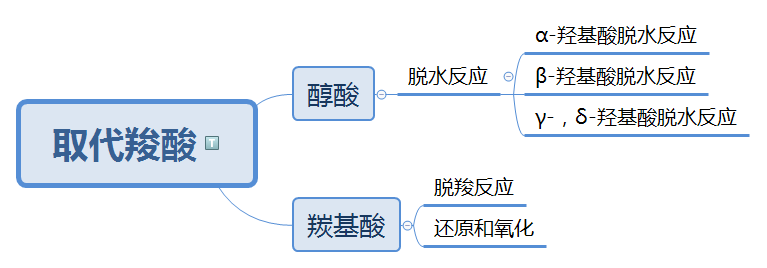 取代羧酸
T
醇酸
脱水反应
α-羟基酸脱水反应
β-羟基酸脱水反应
γ-，δ-羟基酸脱水反应
羰基酸
脱羧反应
还原和氧化